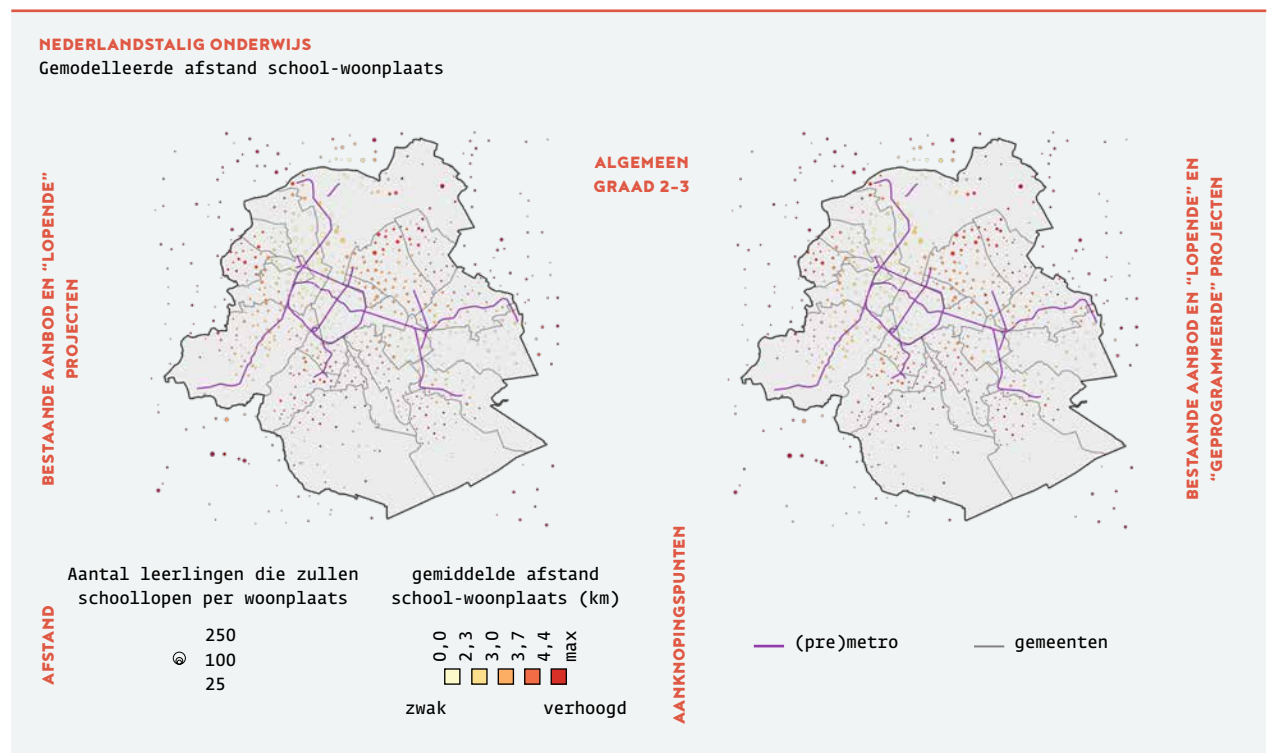 NEDERLANDSTALIG ONDERWIJS
Gemodelleerde afstand school-woonplaats
BESTAANDE AANBOD EN “LOPENDE”
PROJECTEN
ALGEMEEN
GRAAD 2-3
BESTAANDE AANBOD EN “LOPENDE” EN
“GEPROGRAMMEERDE” PROJECTEN
AFSTAND
Aantal leerlingen die zullen
schoollopen per woonplaats
250
100
25
gemiddelde afstand
school-woonplaats (km)
0,0
2,3
3,0
3,7
4,4
max
zwak
verhoogd
AANKNOPINGSPUNTEN
(pre)metro
gemeenten